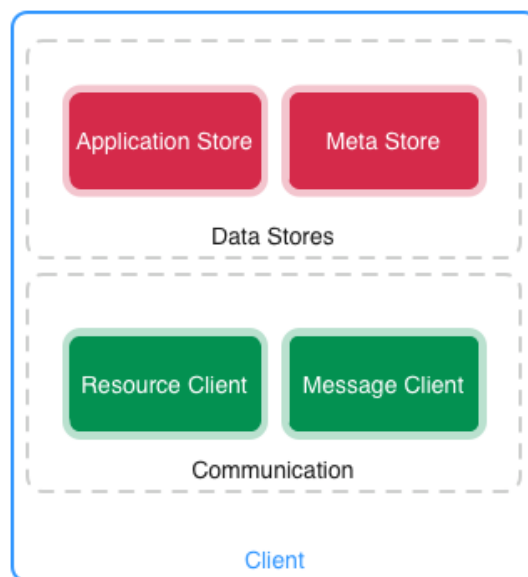 Application Store
Meta Store
Data Stores
Resource Client
Message Client
Communication
Client